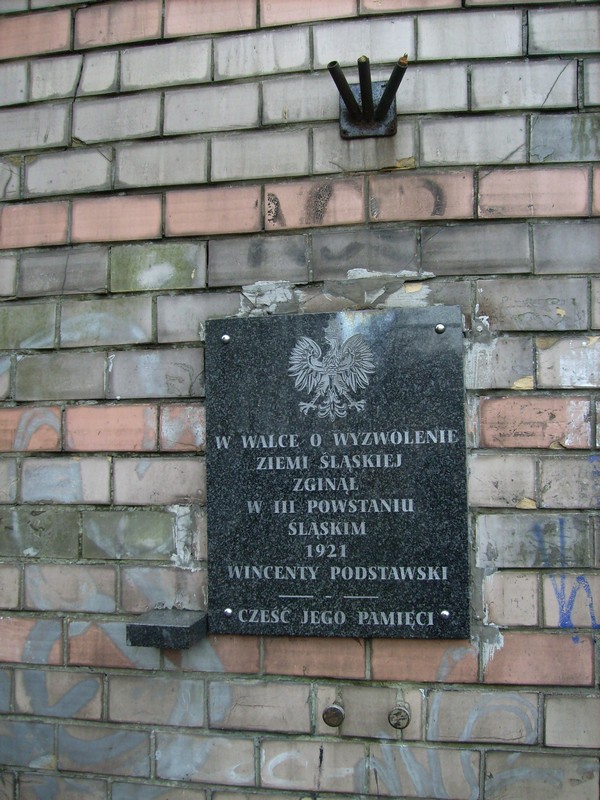 W WALCE O WYZWOLENIE
ZIEMI ŚLĄSKIEJ
ZGINĄŁ
W III POWSTANIU
ŚLĄSKIM
1921
WINCENTY PODSTAWSKI
CZEŚĆ JEGO PAMIĘCI